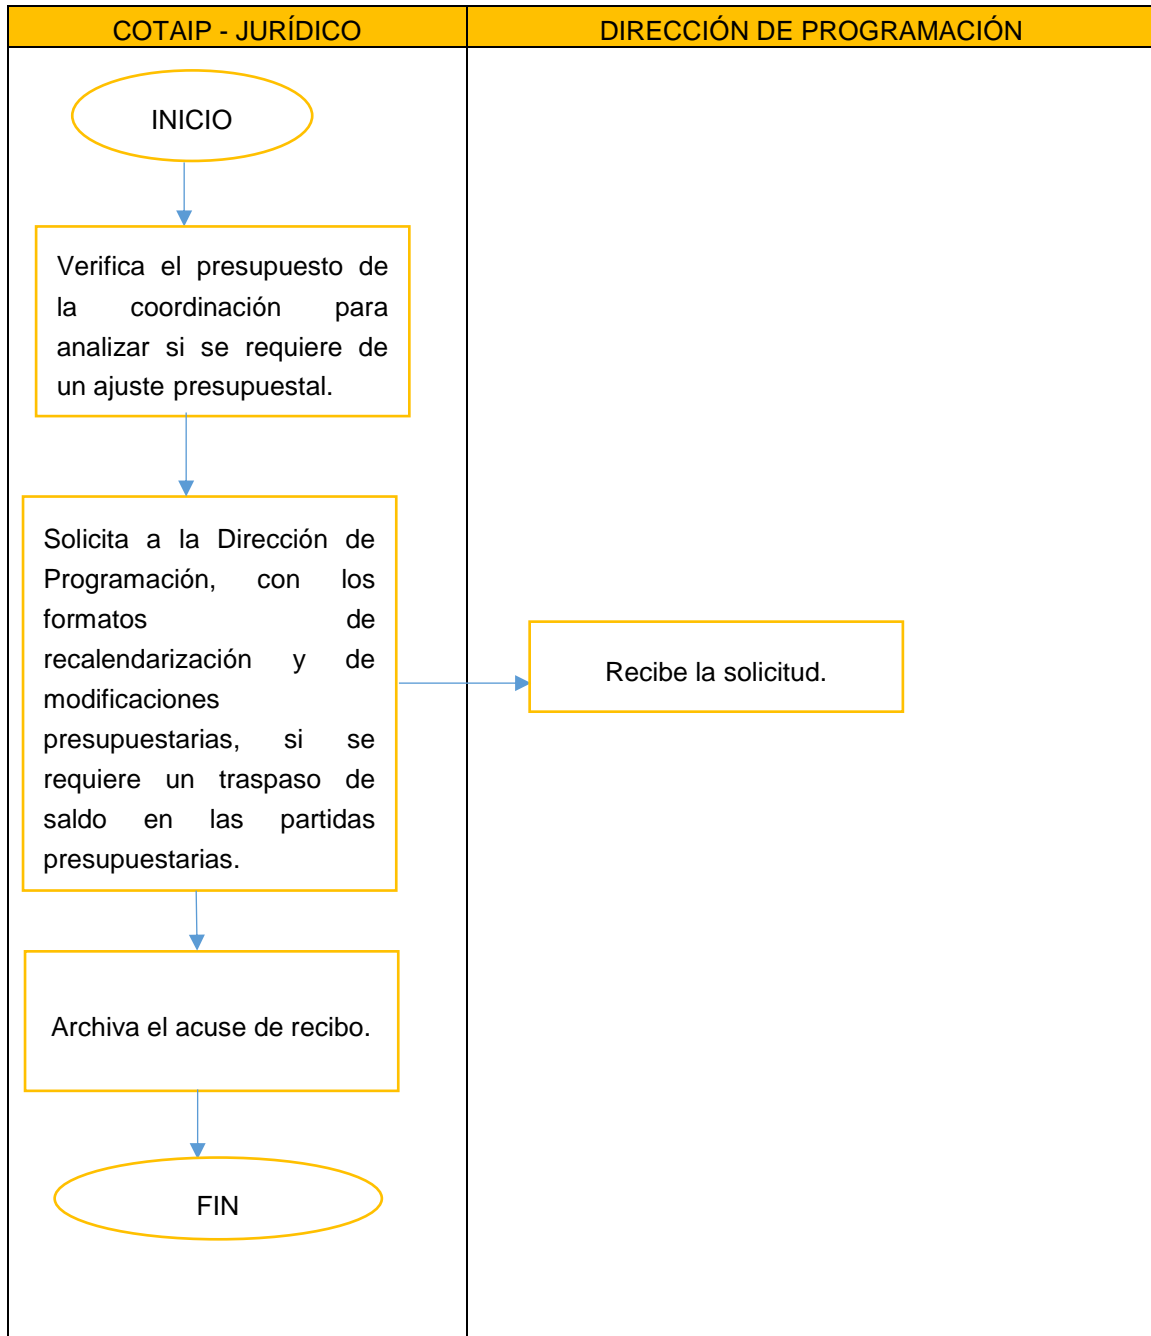 COTAIP - JURÍDICO
DIRECCIÓN DE PROGRAMACIÓN
INICIO
Verifica el presupuesto de
la coordinación para
analizar si se requiere de
un ajuste presupuestal.
Solicita a la Dirección de
Programación, con los
formatos de
recalendarización y de
modificaciones
presupuestarias, si se
requiere un traspaso de
saldo en las partidas
presupuestarias.
Recibe la solicitud.
Archiva el acuse de recibo.
FIN